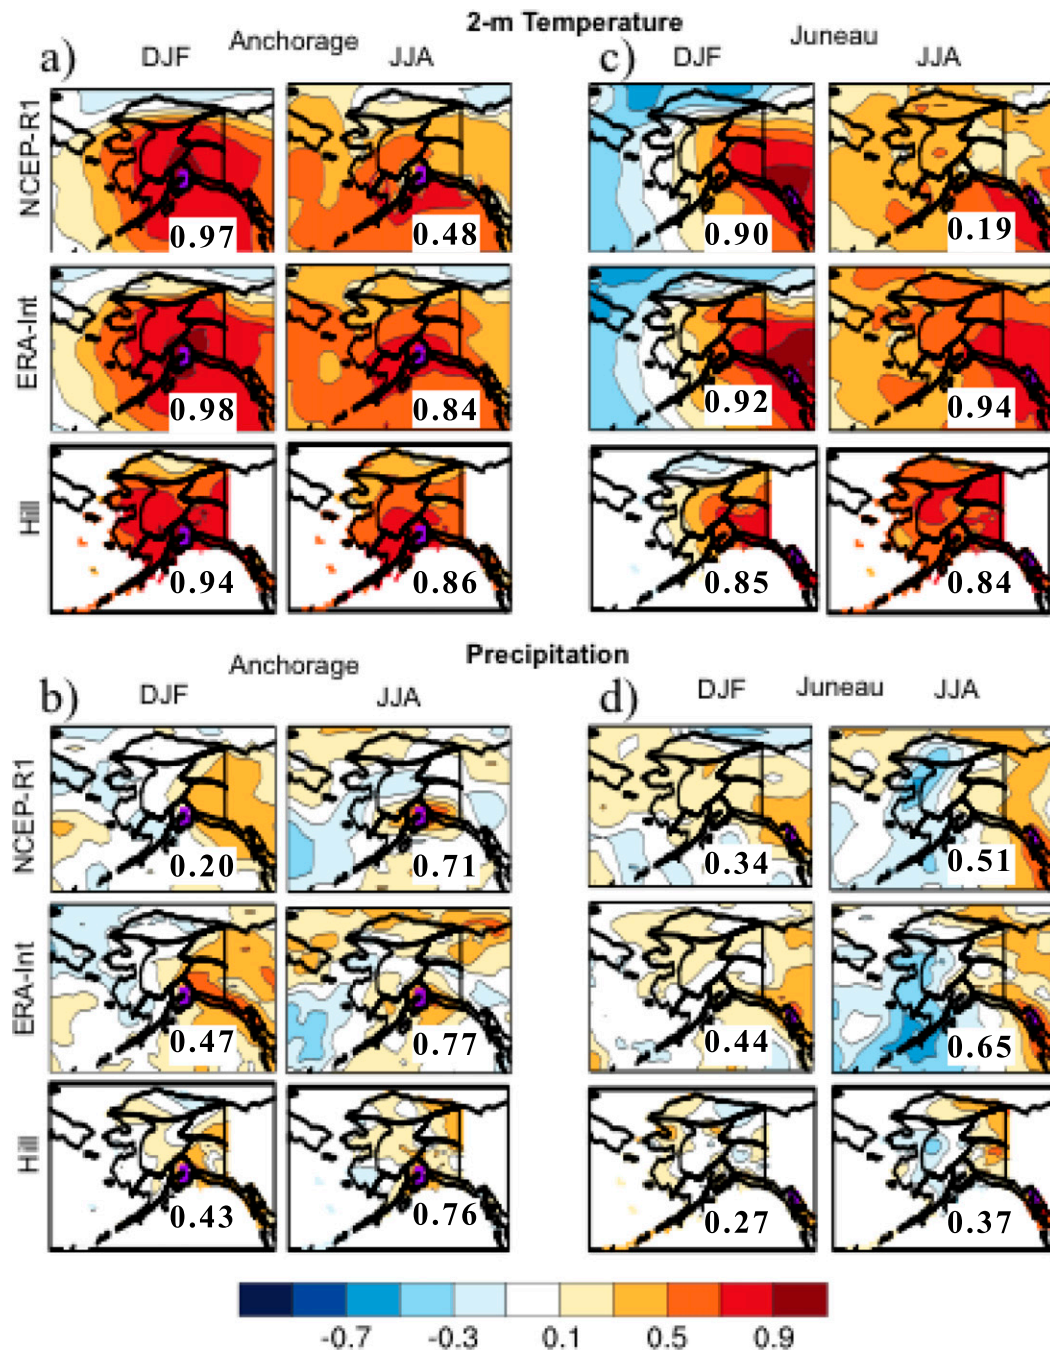 2-m Temperature
a) Anchorage c) Juneau
DJF JJA DJF JJA
NCEP-R1 0.97 0.48 0.90 0.19
ERA-Int 0.98 0.84 0.92 0.94
Hill 0.94 0.86 0.85 0.84
Precipitation
b) Anchorage d) Juneau
DJF JJA DJF JJA
NCEP-R1 0.20 0.71 0.34 0.51
ERA-Int 0.47 0.77 0.44 0.65
Hill 0.43 0.76 0.27 0.37
-0.7 -0.3 0.1 0.5 0.9